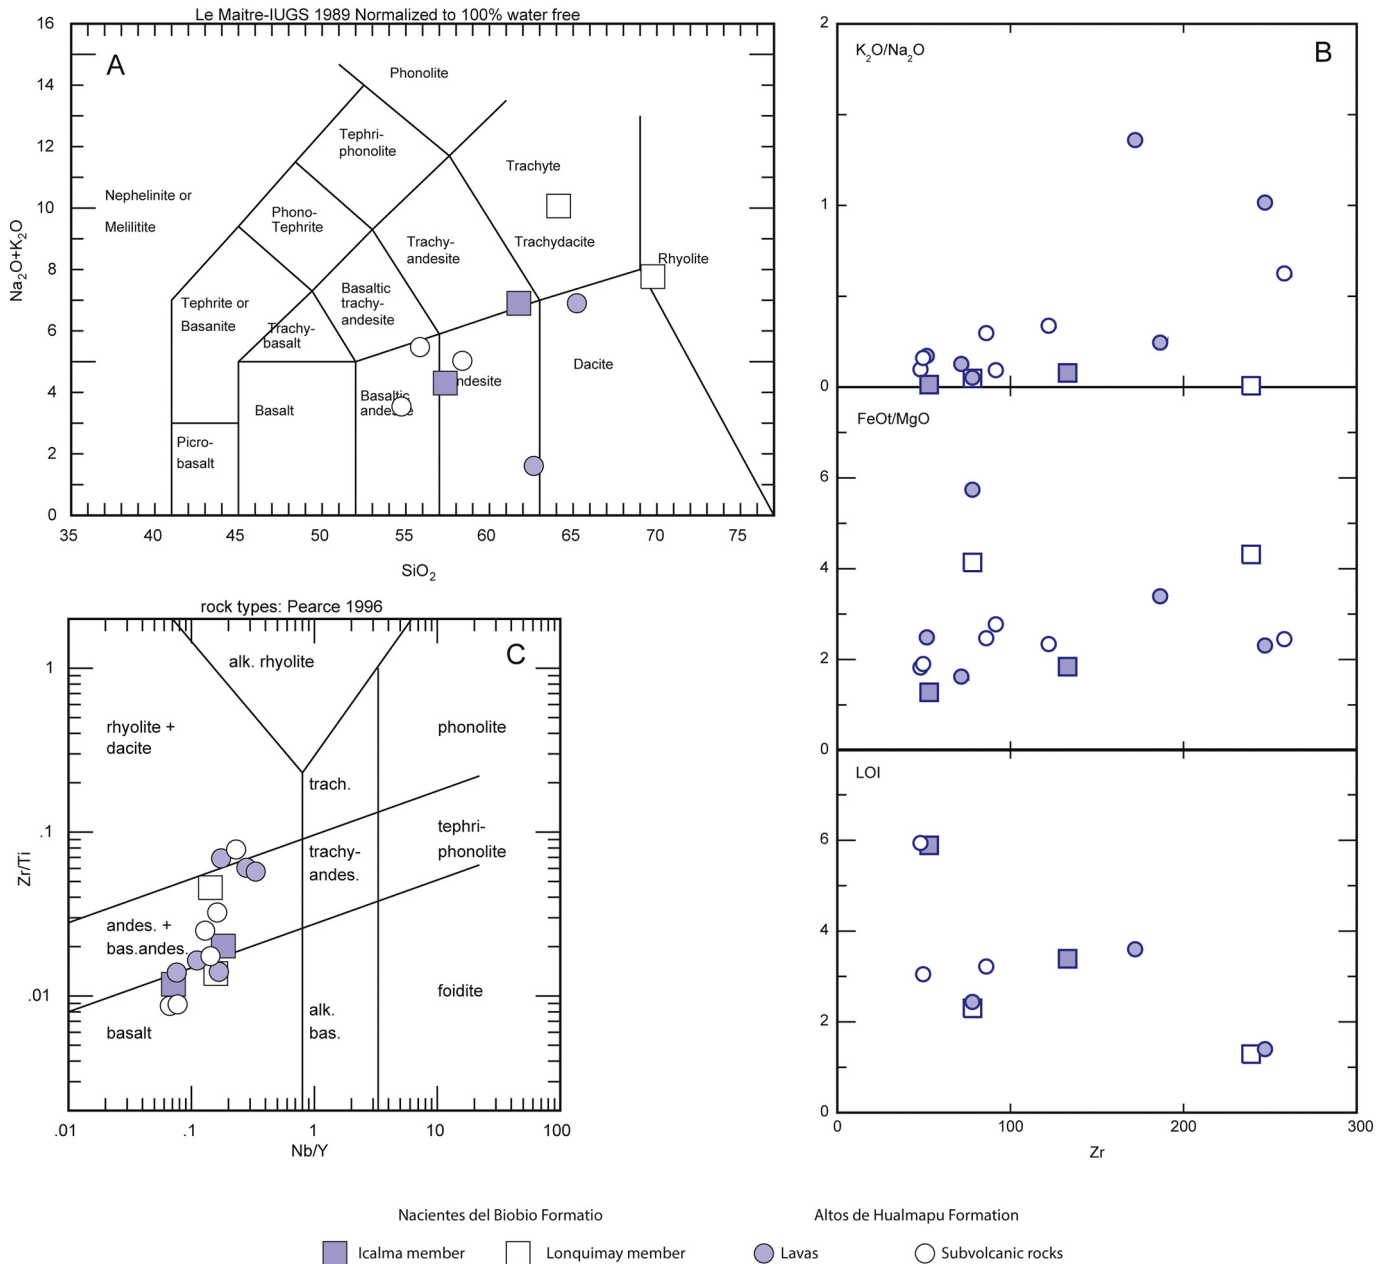 Le Maitre-IUGS 1989 Normalized to 100% water free
A
16
14
12
10
8
6
4
2
0
Na₂O+K₂O
Phonolite
Tephri-
phonolite
Trachyte
Nephelinite or
Melilitite
Phono-
Tephrite
Trachy-
andesite
Trachydacite
Rhyolite
Basaltic
trachy-
andesite
Tephrite or
Basanite
Trachy-
basalt
Dacite
Basaltic
andesite
ndesite
Basalt
Picro-
basalt
35 40 45 50 55 60 65 70 75
SiO₂
B
K₂O/Na₂O
2
1
0
FeOt/MgO
6
4
2
0
LOI
6
4
2
0
0 100 200 300
Zr
rock types: Pearce 1996
C
1
.1
.01
Zr/Ti
alk. rhyolite
rhyolite +
dacite
phonolite
trach.
tephri-
phonolite
trachy-
andes.
andes. +
bas.andes.
foidite
alk.
bas.
basalt
.01 .1 1 10 100
Nb/Y
Nacientes del Biobio Formatio
Icalma member
Lonquimay member
Altos de Hualmapu Formation
Lavas
Subvolcanic rocks